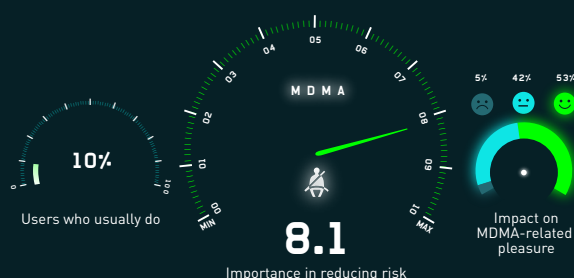 MDMA
MIN
00
01
02
03
04
05
06
07
08
09
10
MAX
8.1
Importance in reducing risk
0
100
10%
Users who usually do
5%
42%
53%
Impact on
MDMA-related
pleasure